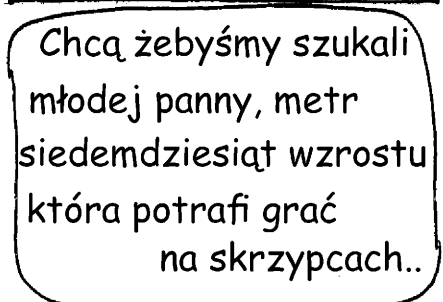 Chcą żebyśmy szukali
młodej panny, metr
siedemdziesiąt wzrostu
która potrafi grać
na skrzypcach..